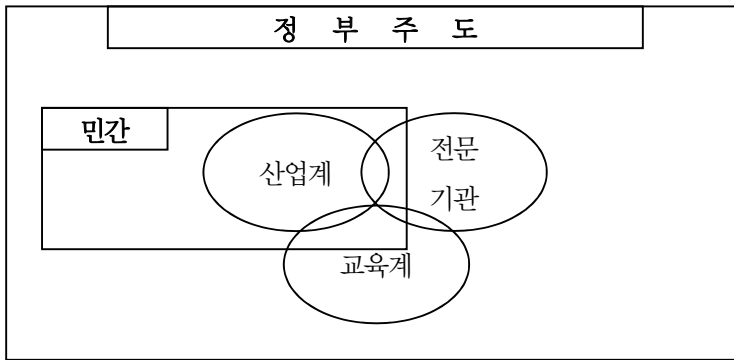 정 부 주 도
민간
산업계
전문
기관
교육계